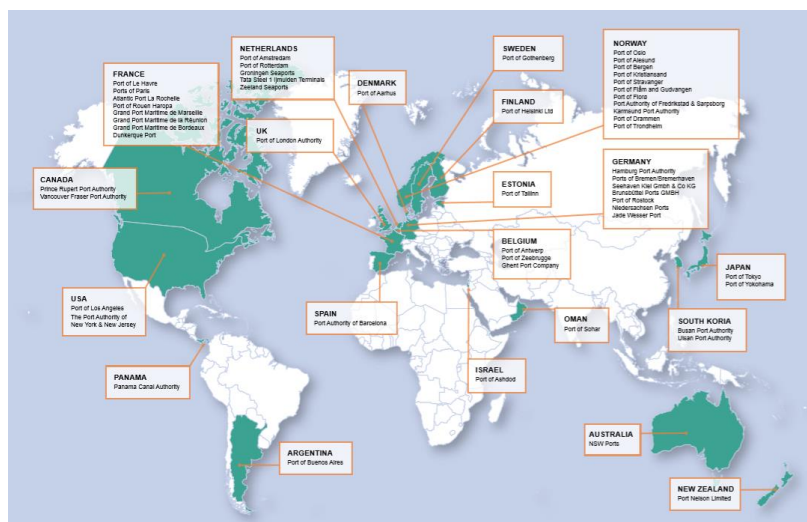 FRANCE
Port of Le Havre
Ports of Paris
Atlantic Port La Rochelle
Port of Rouen Haropa
Grand Port Maritime de Marseille
Grand Port Maritime de la Réunion
Grand Port Maritime de Bordeaux
Dunkerque Port
NETHERLANDS
Port of Amstredam
Port of Rotterdam
Groningen Seaports
Tata Steel 1 Ijmuiden Terminals
Zeeland Seaports
DENMARK
Port of Aarhus
SWEDEN
Port of Gothenberg
FINLAND
Port of Helsinki Ltd
NORWAY
Port of Oslo
Port of Alesund
Port of Bergen
Port of Kristiansand
Port of Stravanger
Port of Flåm and Gudvangen
Port of Flora
Port Authority of Fredrikstad & Sarpsborg
Karmsund Port Authority
Port of Drammen
Port of Trondheim
UK
Port of London Authority
CANADA
Prince Rupert Port Authority
Vancouver Fraser Port Authority
ESTONIA
Port of Tallinn
GERMANY
Hamburg Port Authority
Ports of Bremen/Bremerhaven
Seehaven Kiel Gmbh & Co KG
Brunsbüttel Ports GMBH
Port of Rostock
Niedersachsen Ports
Jade Wesser Port
BELGIUM
Port of Antwerp
Port of Zeebrugge
Ghent Port Company
JAPAN
Port of Tokyo
Port of Yokohama
USA
Port of Los Angeles
The Port Authority of
New York & New Jersey
SPAIN
Port Authority of Barcelona
OMAN
Port of Sohar
SOUTH KORIA
Busan Port Authority
Ulsan Port Authority
PANAMA
Panama Canal Authority
ISRAEL
Port of Ashdod
AUSTRALIA
NSW Ports
ARGENTINA
Port of Buenos Aires
NEW ZEALAND
Port Nelson Limited